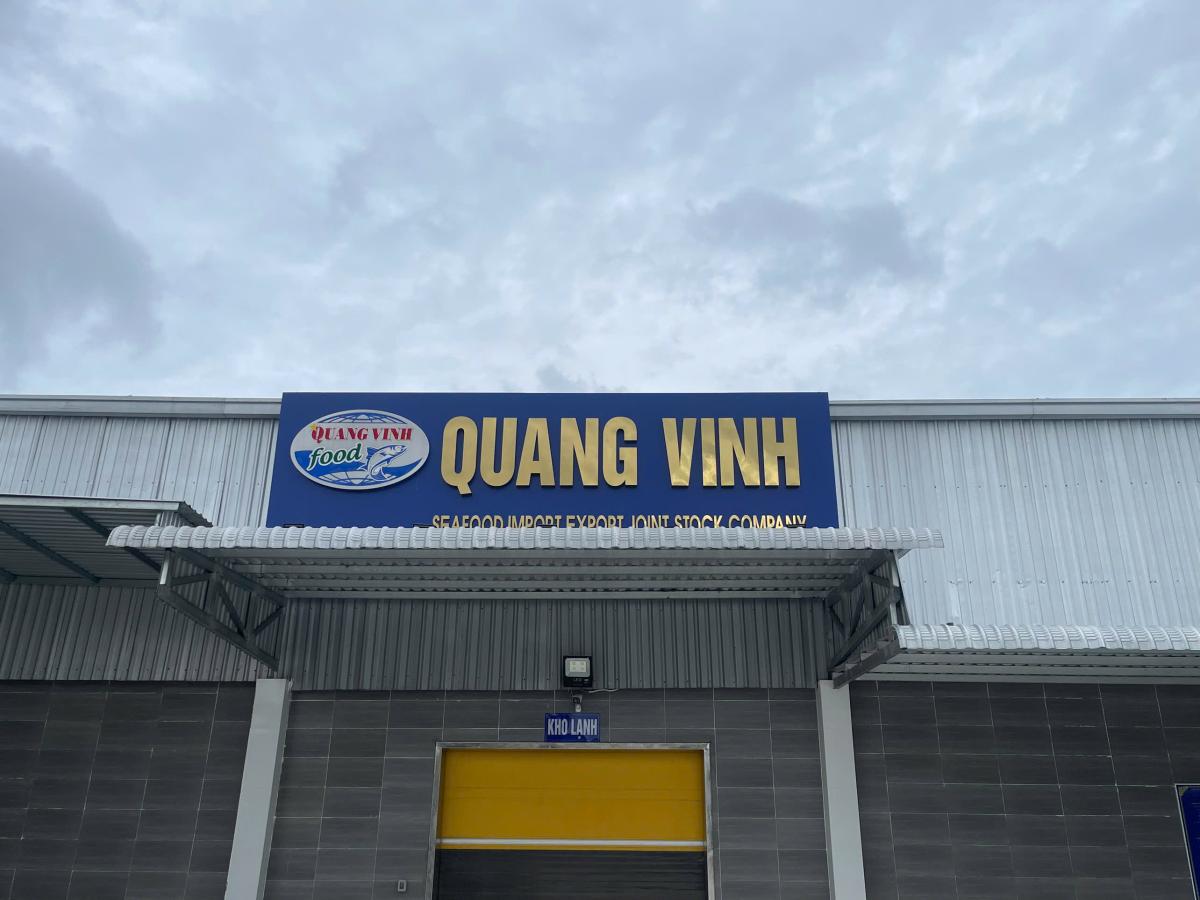 QUANG VINH
food
QUANG VINH
SEAFOOD IMPORT EXPORT JOINT STOCK COMPANY
KHO LẠNH